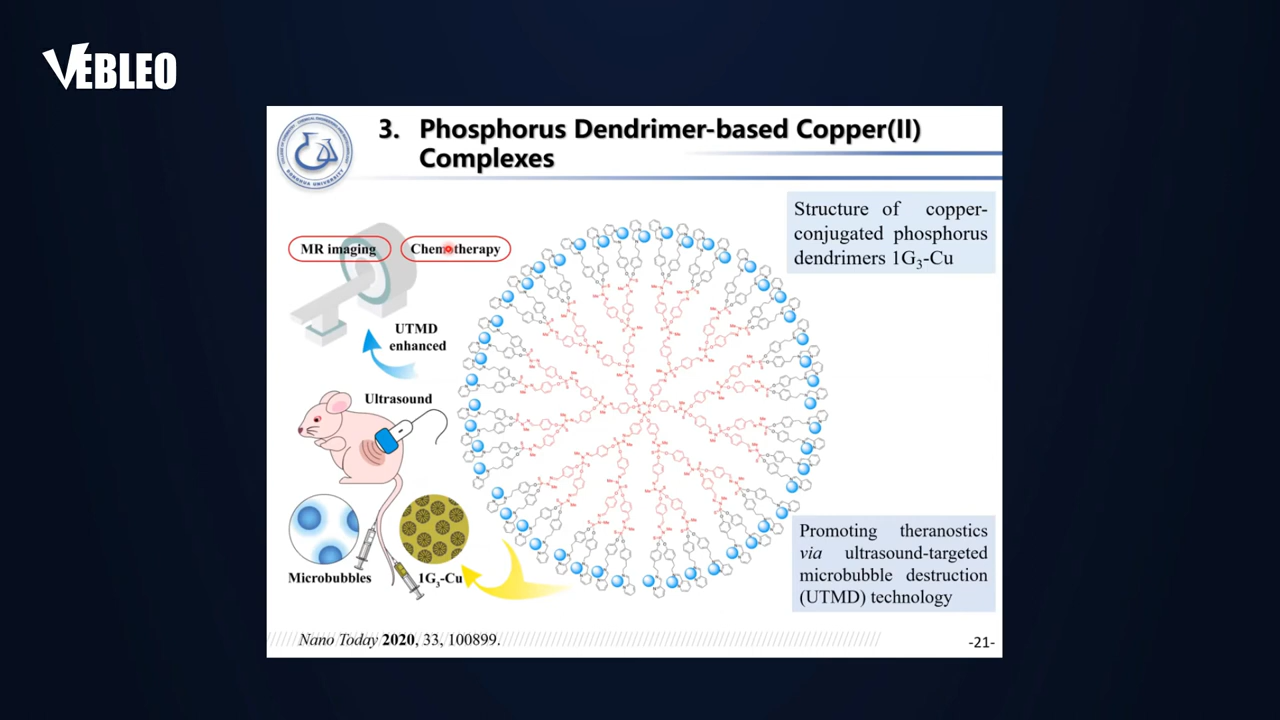 VEBLEO
3. Phosphorus Dendrimer-based Copper(II)
Complexes
DONGHUA UNIVERSITY
Structure of copper-
conjugated phosphorus
dendrimers 1G3-Cu
MR imaging
Chemotherapy
UTMD
enhanced
Ultrasound
Microbubbles
1G3-Cu
Promoting theranostics
via ultrasound-targeted
microbubble destruction
(UTMD) technology
Nano Today 2020, 33, 100899.
-21-